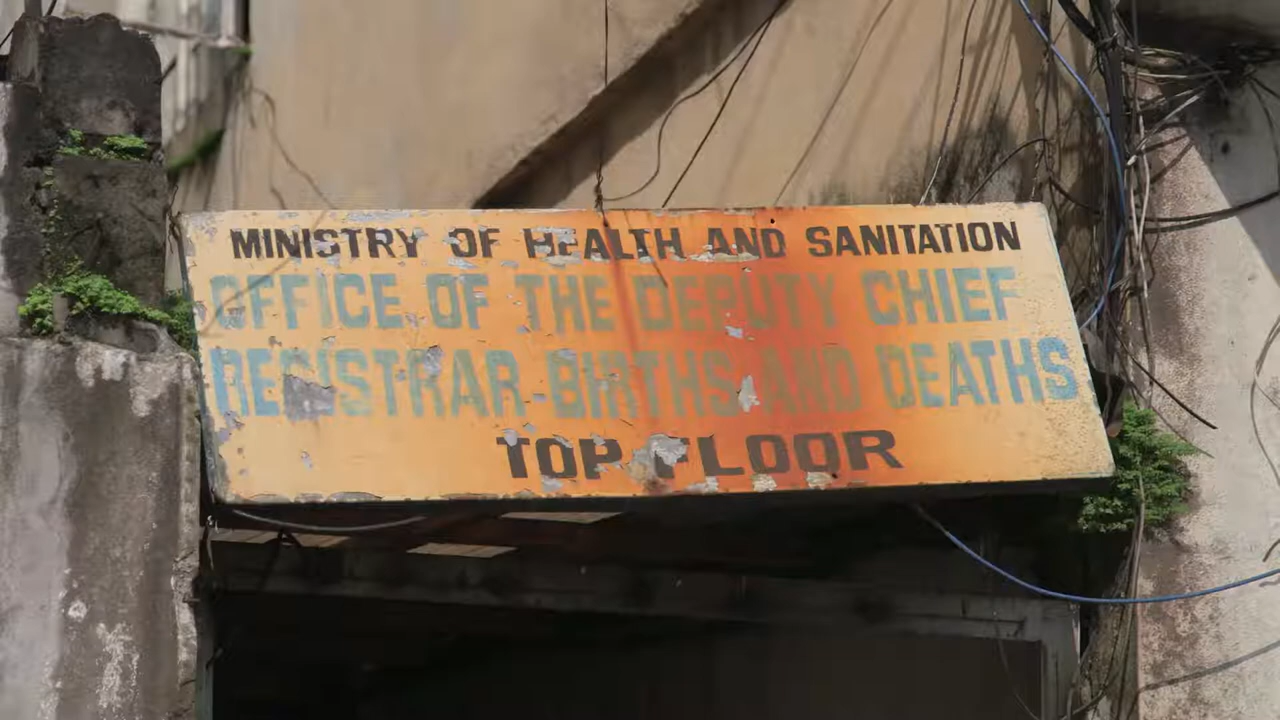 MINISTRY OF HEALTH AND SANITATION
OFFICE OF THE DEPUTY CHIEF
REGISTRAR BIRTHS AND DEATHS
TOP FLOOR